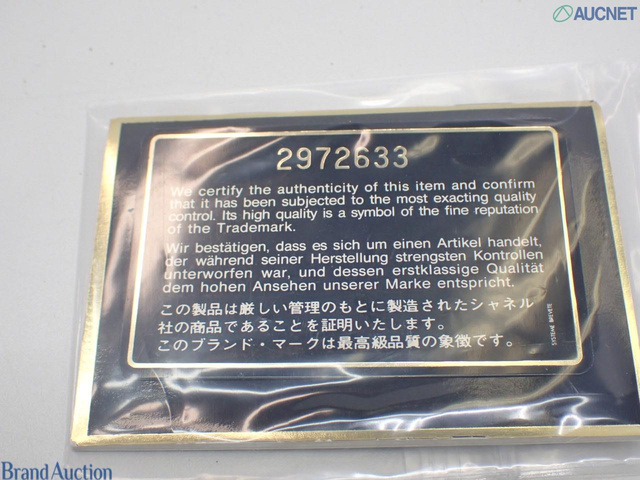 AUCNET
2972633
We certify the authenticity of this item and confirm
that it has been subjected to the most exacting quality
control. Its high quality is a symbol of the fine reputation
of the Trademark.
Wir bestätigen, dass es sich um einen Artikel handelt,
der während seiner Herstellung strengsten Kontrollen
unterworfen war, und dessen erstklassige Qualität
dem hohen Ansehen unserer Marke entspricht.
この製品は厳しい管理のもとに製造されたシャネル
社の商品であることを証明いたします。
このブランド・マークは最高級品質の象徴です。
SYSTEME BREVETE
Brand Auction